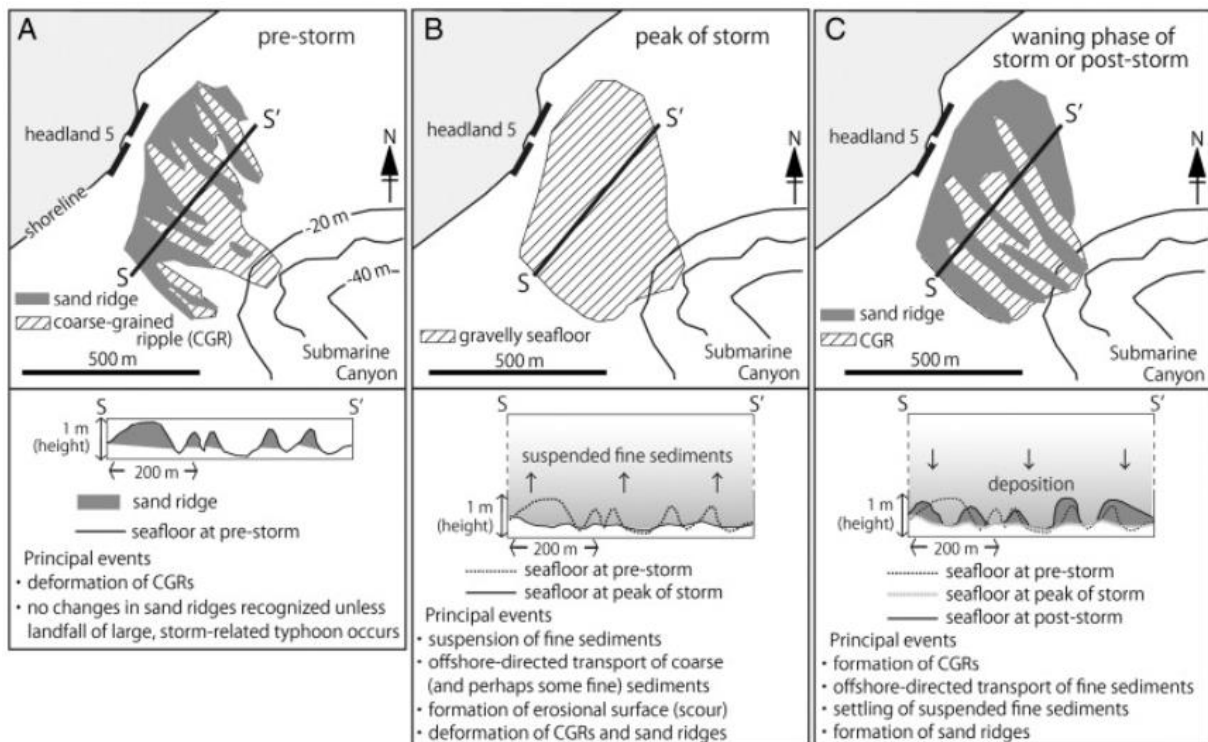 A
pre-storm
headland 5
S'
N
shoreline
-20 m
S
-40 m
sand ridge
coarse-grained
ripple (CGR)
500 m
Submarine
Canyon
S
S'
1 m
(height)
200 m
sand ridge
seafloor at pre-storm
Principal events
• deformation of CGRs
• no changes in sand ridges recognized unless
landfall of large, storm-related typhoon occurs
B
peak of storm
S'
headland 5
N
S
gravelly seafloor
500 m
Submarine
Canyon
S
S'
suspended fine sediments
1 m
(height)
200 m
seafloor at pre-storm
seafloor at peak of storm
Principal events
• suspension of fine sediments
• offshore-directed transport of coarse
(and perhaps some fine) sediments
• formation of erosional surface (scour)
• deformation of CGRs and sand ridges
C
waning phase of
storm or post-storm
S'
headland 5
N
S
sand ridge
CGR
500 m
Submarine
Canyon
S
S'
deposition
1 m
(height)
200 m
seafloor at pre-storm
seafloor at peak of storm
seafloor at post-storm
Principal events
• formation of CGRs
• offshore-directed transport of fine sediments
• settling of suspended fine sediments
• formation of sand ridges